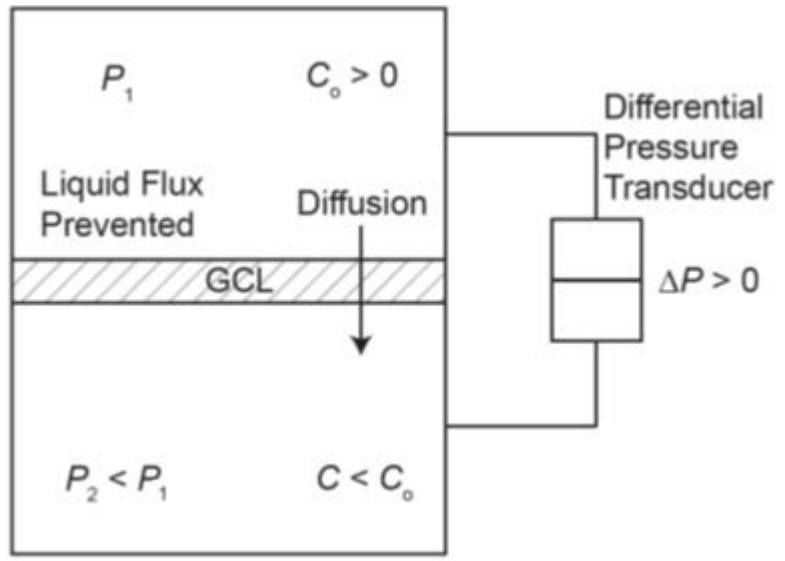 P₁
Cₒ > 0
Differential
Pressure
Transducer
Liquid Flux
Prevented
Diffusion
GCL
ΔP > 0
P₂ < P₁
C < Cₒ